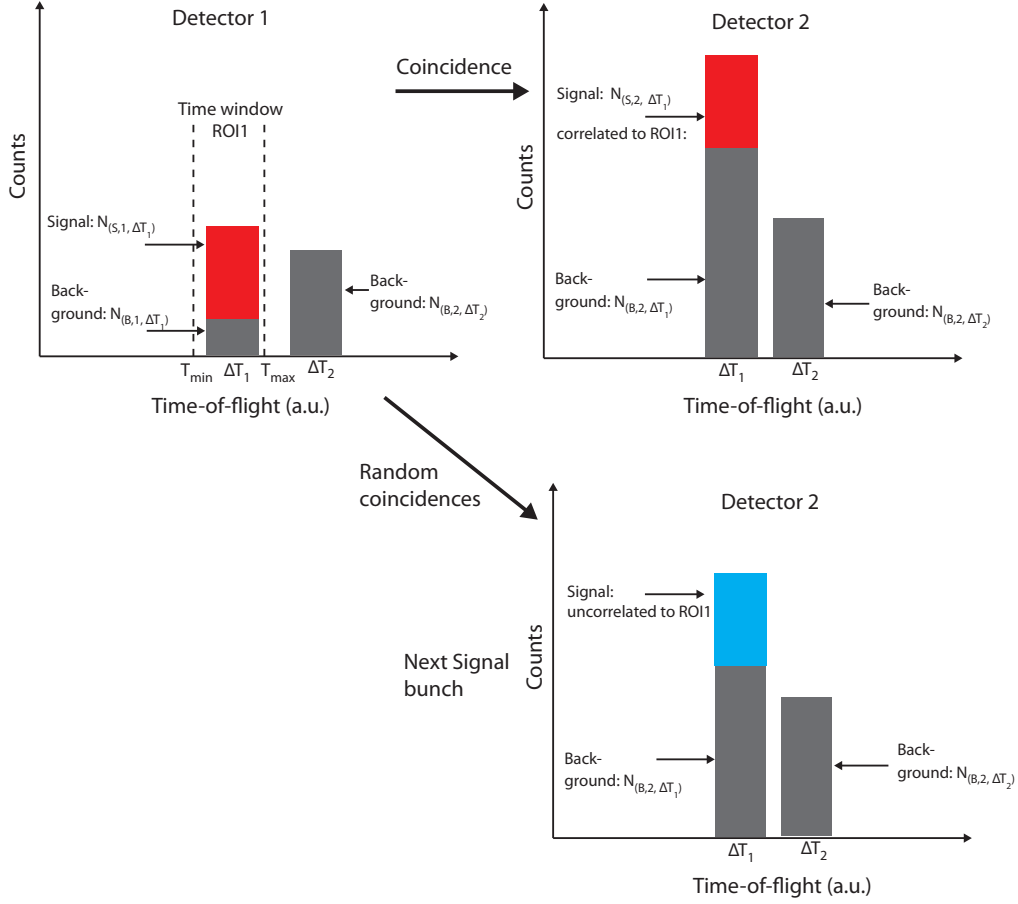 Detector 1
Counts
Time window
ROI1
Signal: N(S,1, ΔT1)
Back-
ground: N(B,1, ΔT1)
Back-
ground: N(B,2, ΔT2)
Tmin ΔT1 Tmax ΔT2
Time-of-flight (a.u.)
Coincidence
Detector 2
Counts
Signal: N(S,2, ΔT1)
correlated to ROI1:
Back-
ground: N(B,2, ΔT1)
Back-
ground: N(B,2, ΔT2)
ΔT1 ΔT2
Time-of-flight (a.u.)
Random
coincidences
Next Signal
bunch
Detector 2
Counts
Signal:
uncorrelated to ROI1
Back-
ground: N(B,2, ΔT1)
Back-
ground: N(B,2, ΔT2)
ΔT1 ΔT2
Time-of-flight (a.u.)